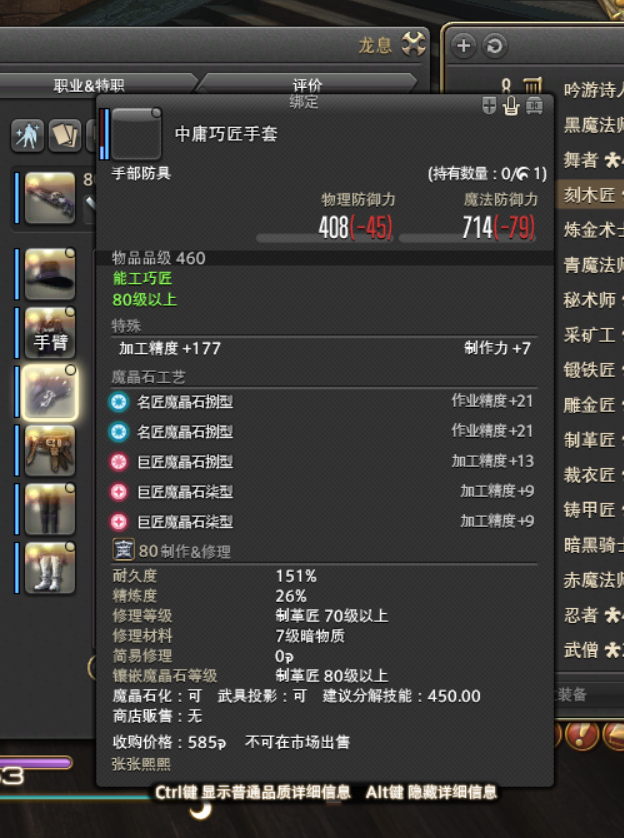 龙息
职业&特职
评价
绑定
中庸巧匠手套
手部防具
(持有数量：0/1)
物理防御力 魔法防御力
408(-45) 714(-79)
物品品级 460
能工巧匠
80级以上
特殊
加工精度 +177 制作力 +7
魔晶石工艺
名匠魔晶石捌型 作业精度+21
名匠魔晶石捌型 作业精度+21
巨匠魔晶石捌型 加工精度+13
巨匠魔晶石柒型 加工精度+9
巨匠魔晶石柒型 加工精度+9
80 制作&修理
耐久度 151%
精炼度 26%
修理等级 制革匠 70级以上
修理材料 7级暗物质
简易修理 0
镶嵌魔晶石等级 制革匠 80级以上
魔晶石化：可 武具投影：可 建议分解技能：450.00
商店贩售：无
收购价格：585 不可在市场出售
张张熙熙
Ctrl键 显示普通品质详细信息 Alt键 隐藏详细信息
手臂
8
吟游诗人
黑魔法师
舞者
刻木匠
炼金术士
青魔法师
秘术师
采矿工
锻铁匠
雕金匠
制革匠
裁衣匠
铸甲匠
暗黑骑士
赤魔法师
忍者
武僧
装备